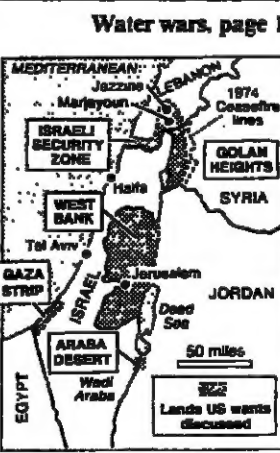 Water wars, page
MEDITERRANEAN
LEBANON
Jazzine
Marjeyoun
1974
Ceasefire
lines
ISRAELI
SECURITY
ZONE
GOLAN
HEIGHTS
Haifa
SYRIA
WEST
BANK
Tel Aviv
GAZA
STRIP
ISRAEL
Jerusalem
JORDAN
Dead
Sea
ARABA
DESERT
50 miles
Wadi
Araba
EGYPT
Lands US wants
discussed